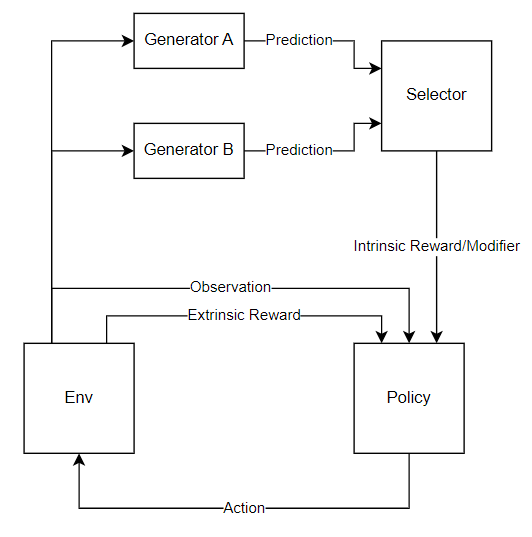 Generator A
Prediction
Selector
Generator B
Prediction
Intrinsic Reward/Modifier
Observation
Extrinsic Reward
Env
Policy
Action